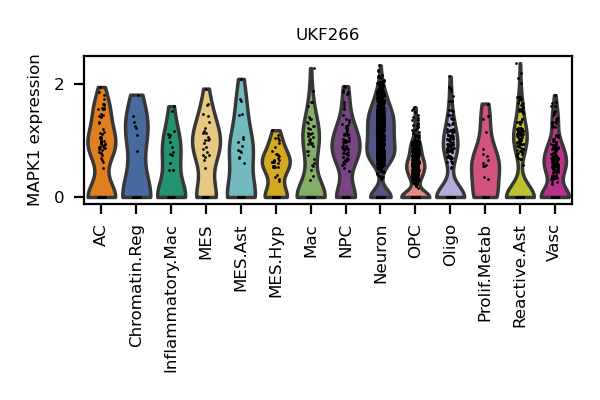 UKF266
MAPK1 expression
2
0
AC
Chromatin.Reg
Inflammatory.Mac
MES
MES.Ast
MES.Hyp
Mac
NPC
Neuron
OPC
Oligo
Prolif.Metab
Reactive.Ast
Vasc